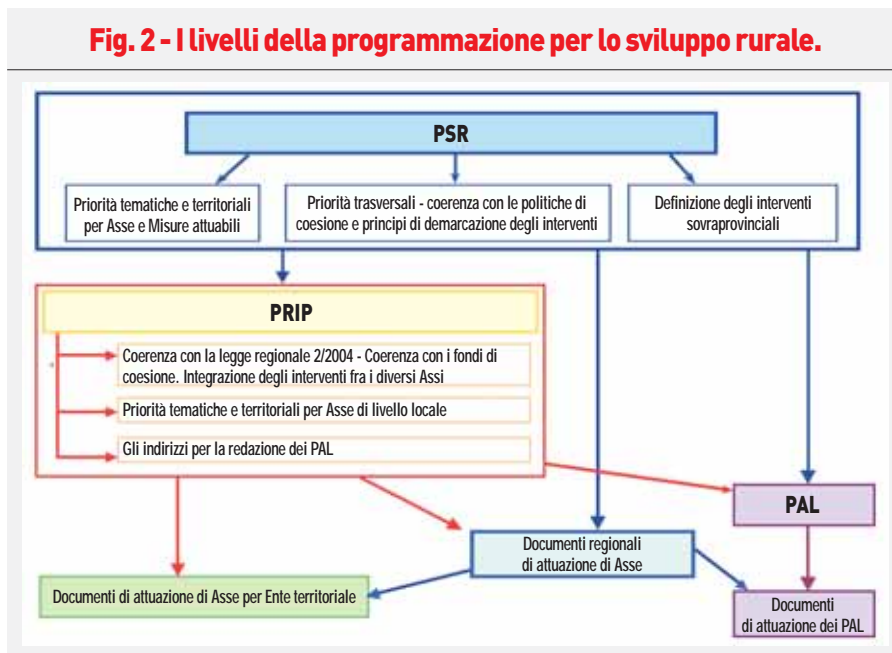 Fig. 2 - I livelli della programmazione per lo sviluppo rurale.
PSR
Priorità tematiche e territoriali
per Asse e Misure attuabili
Priorità trasversali - coerenza con le politiche di
coesione e principi di demarcazione degli interventi
Definizione degli interventi
sovraprovinciali
PRIP
Coerenza con la legge regionale 2/2004 - Coerenza con i fondi di
coesione. Integrazione degli interventi fra i diversi Assi
Priorità tematiche e territoriali per Asse di livello locale
Gli indirizzi per la redazione dei PAL
PAL
Documenti regionali
di attuazione di Asse
Documenti di attuazione di Asse per Ente territoriale
Documenti
di attuazione dei PAL